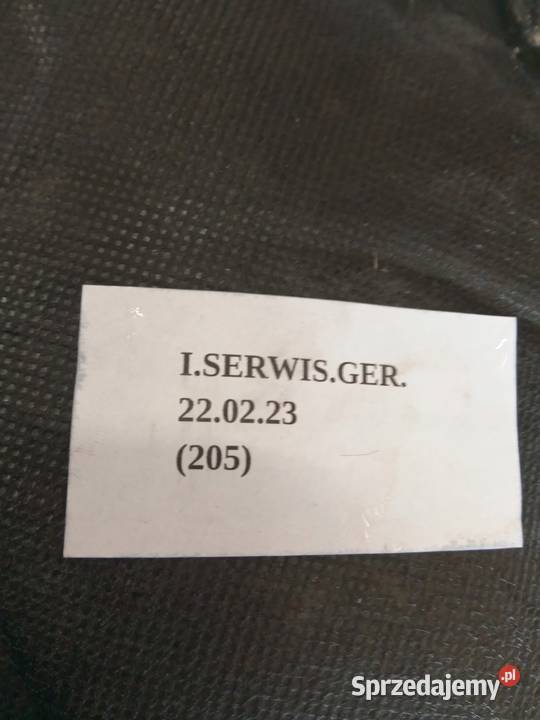 I.SERWIS.GER.
22.02.23
(205)
Sprzedajemy.pl